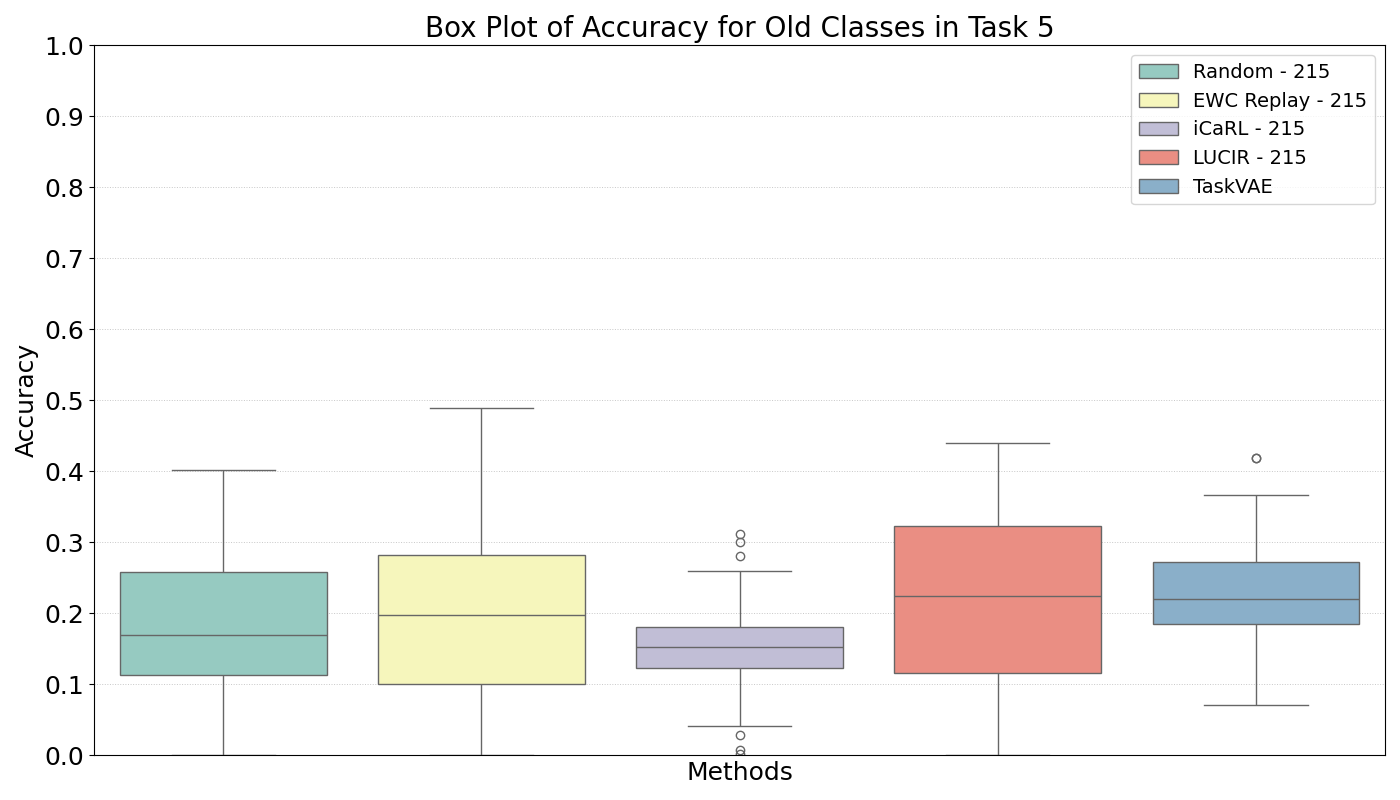 Box Plot of Accuracy for Old Classes in Task 5
1.0
0.9
0.8
0.7
0.6
0.5
0.4
0.3
0.2
0.1
0.0
Accuracy
Methods
Random - 215
EWC Replay - 215
iCaRL - 215
LUCIR - 215
TaskVAE